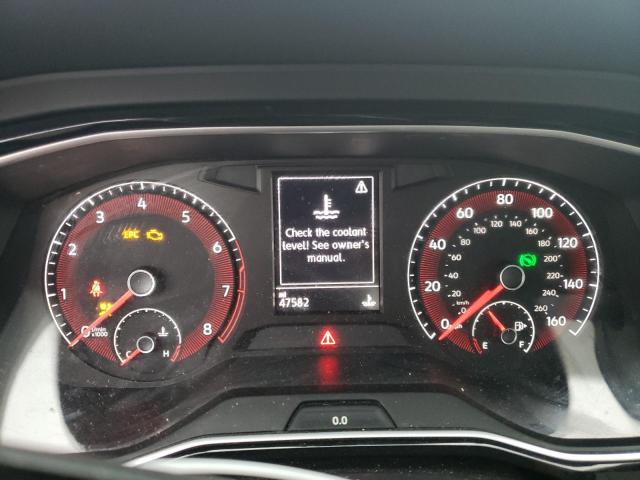 3 4 5
2 6
1 7
0 8
EPC
1/min
x1000
C H
Check the coolant
level! See owner's
manual.
47582
0.0
60 80 100
40 120
20 140
0 160
80 100 120 140 160
60 180
40 200
20 220
0 240
260
E F